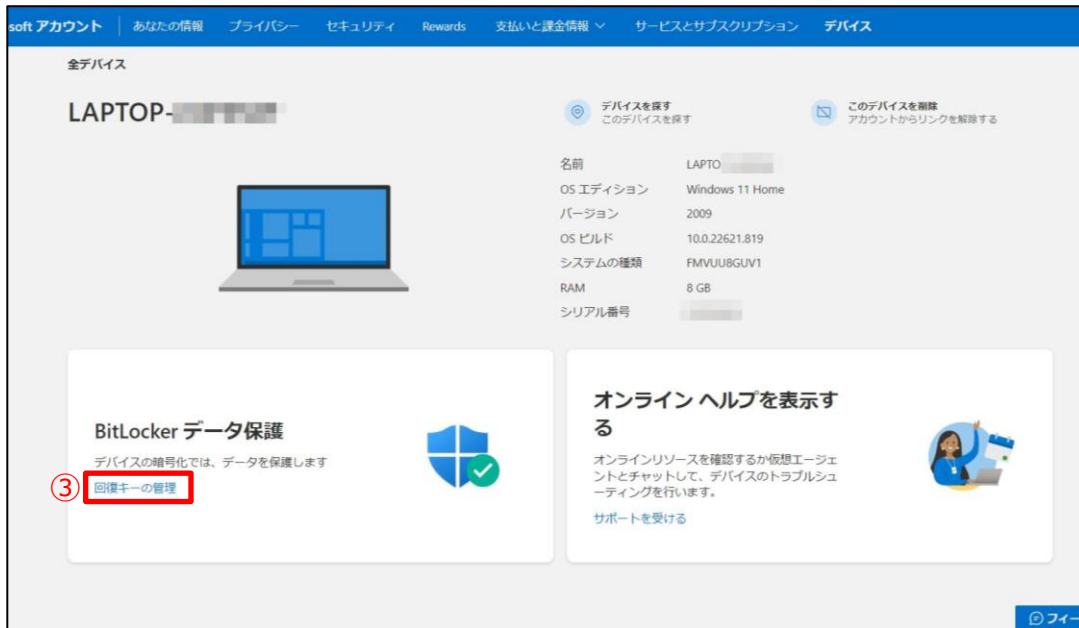 soft アカウント あなたの情報 プライバシー セキュリティ Rewards 支払いと課金情報 サービスとサブスクリプション デバイス
全デバイス
LAPTOP-
デバイスを探す
このデバイスを探す
このデバイスを削除
アカウントからリンクを解除する
名前 LAPTO
OS エディション Windows 11 Home
バージョン 2009
OS ビルド 10.0.22621.819
システムの種類 FMVUU8GUV1
RAM 8 GB
シリアル番号
BitLocker データ保護
デバイスの暗号化では、データを保護します
③ 回復キーの管理
オンライン ヘルプを表示す
る
オンラインリソースを確認するか仮想エージェ
ントとチャットして、デバイスのトラブルシュ
ーティングを行います。
サポートを受ける
フィー